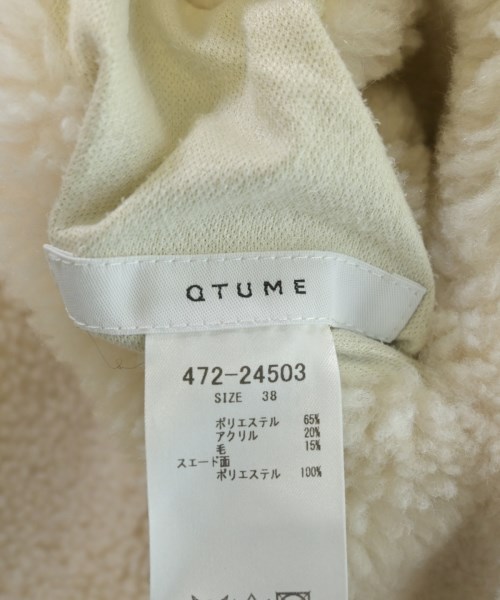 QTUME
472-24503
SIZE 38
ポリエステル 65%
アクリル 20%
毛 15%
スエード面
ポリエステル 100%